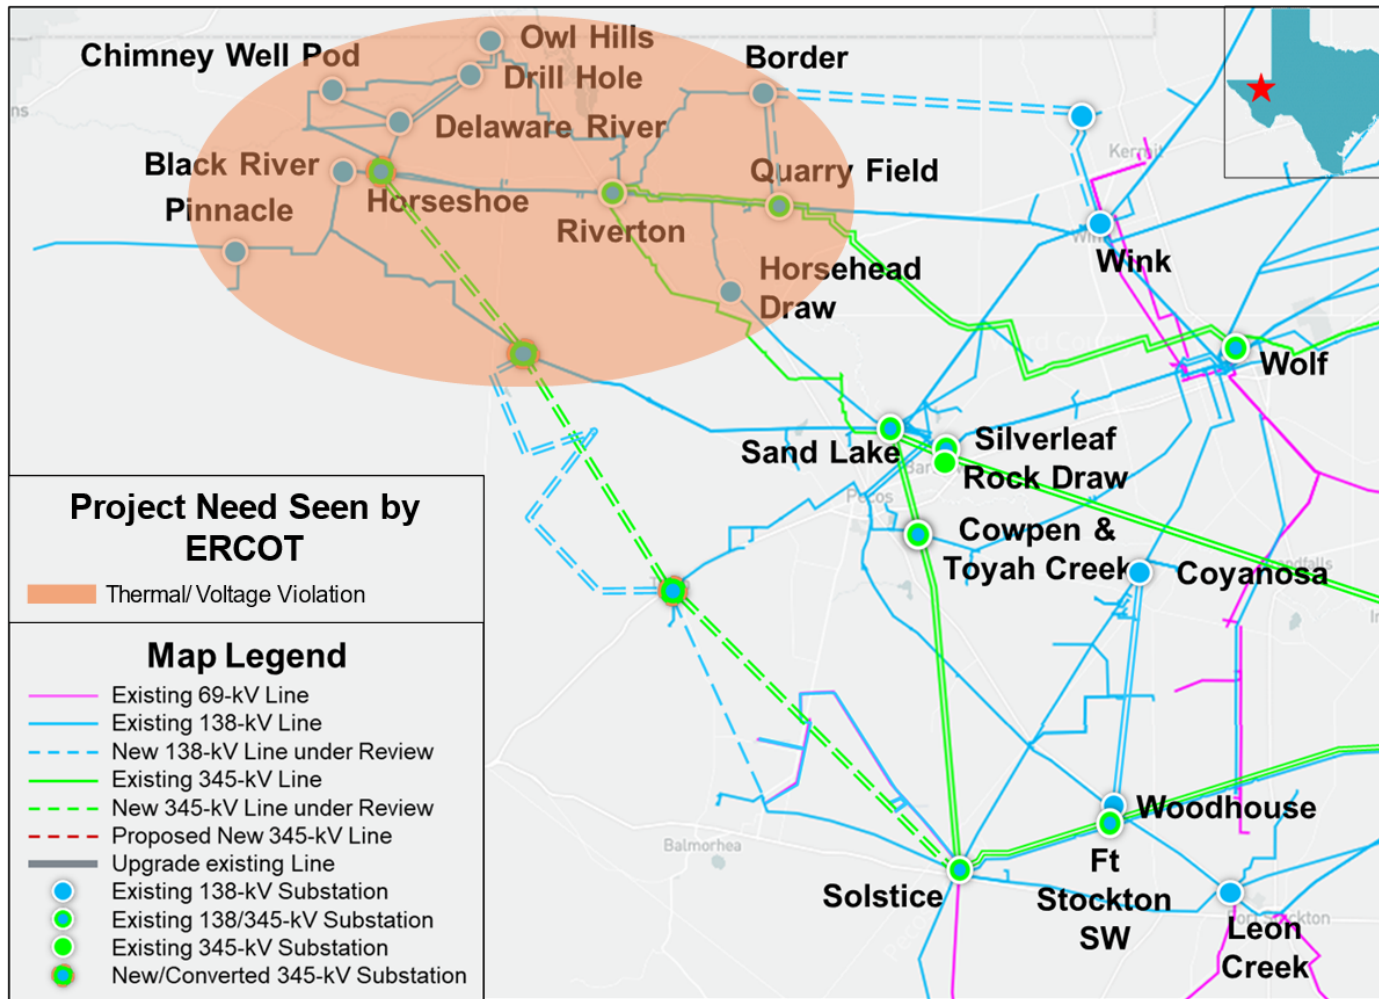 Owl Hills
Chimney Well Pod
Border
Drill Hole
Delaware River
Kermit
Black River
Quarry Field
Pinnacle
Horseshoe
Riverton
Wink
Horsehead
Draw
Wolf
Sand Lake
Silverleaf
Rock Draw
Pecos
Cowpen &
Toyah Creek
Coyanosa
Project Need Seen by
ERCOT
Thermal/ Voltage Violation
Map Legend
Existing 69-kV Line
Existing 138-kV Line
New 138-kV Line under Review
Existing 345-kV Line
New 345-kV Line under Review
Proposed New 345-kV Line
Upgrade existing Line
Existing 138-kV Substation
Existing 138/345-kV Substation
Existing 345-kV Substation
New/Converted 345-kV Substation
Woodhouse
Balmorhea
Ft
Stockton
SW
Solstice
Fort Stockton
Leon
Creek